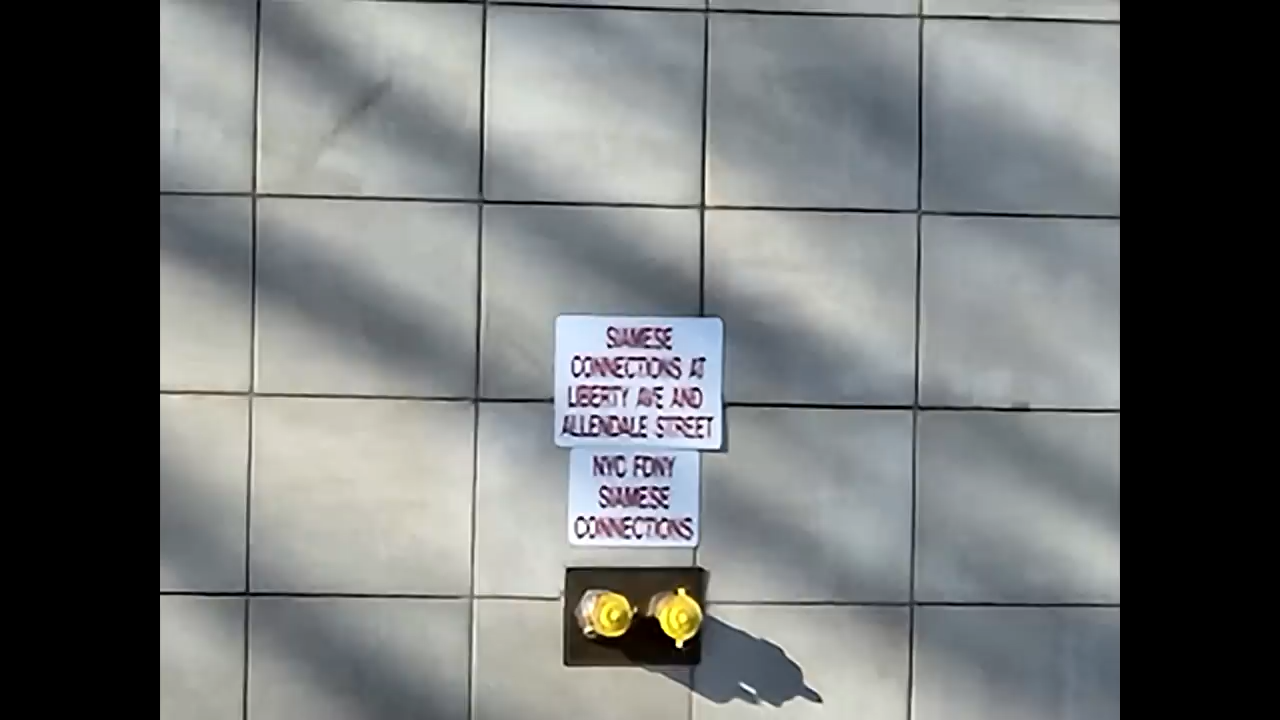 SIAMESE
CONNECTIONS AT
LIBERTY AVE AND
ALLENDALE STREET
NYC FDNY
SIAMESE
CONNECTIONS